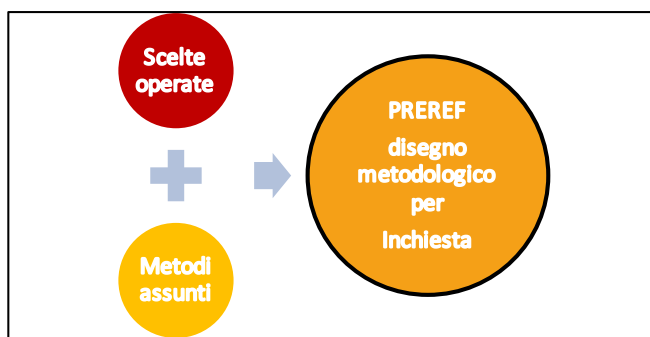 Scelte
operate
Metodi
assunti
PREREF
disegno
metodologico
per
Inchiesta